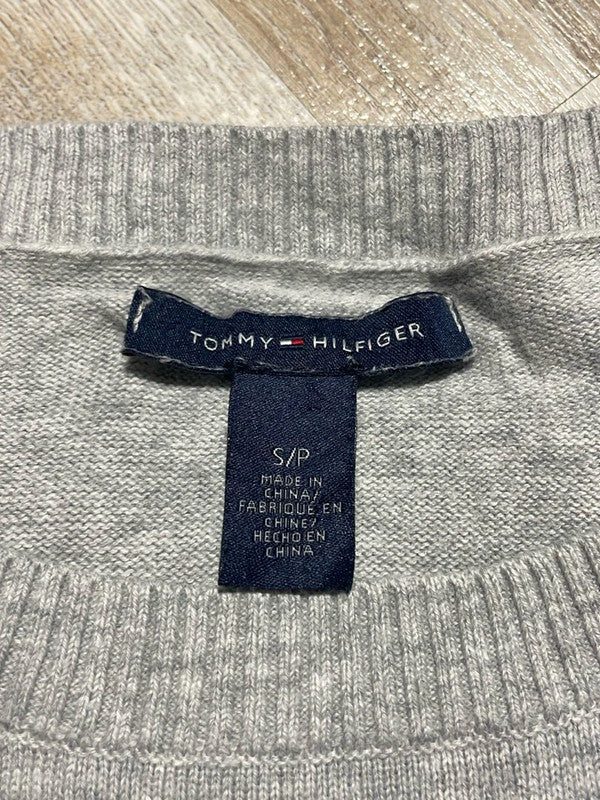 TOMMY HILFIGER
S/P
MADE IN
CHINA/
FABRIQUE EN
CHINE/
HECHO EN
CHINA